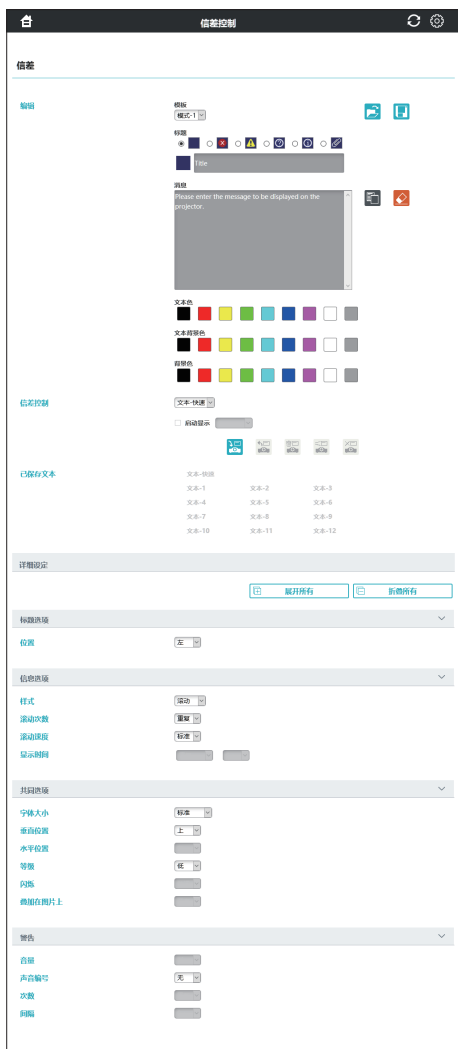 信差控制
信差
编辑
模板
模式-1
标题
Title
消息
Please enter the message to be displayed on the
projector.
文本色
文本背景色
背景色
信差控制
文本-快速
启动显示
已保存文本
文本-快速
文本-1 文本-2 文本-3
文本-4 文本-5 文本-6
文本-7 文本-8 文本-9
文本-10 文本-11 文本-12
详细设定
展开所有 折叠所有
标题选项
位置 左
信息选项
样式 滚动
滚动次数 重复
滚动速度 标准
显示时间
共同选项
字体大小 标准
垂直位置 上
水平位置
等级 低
闪烁
叠加在图片上
警告
音量
声音编号 无
次数
间隔